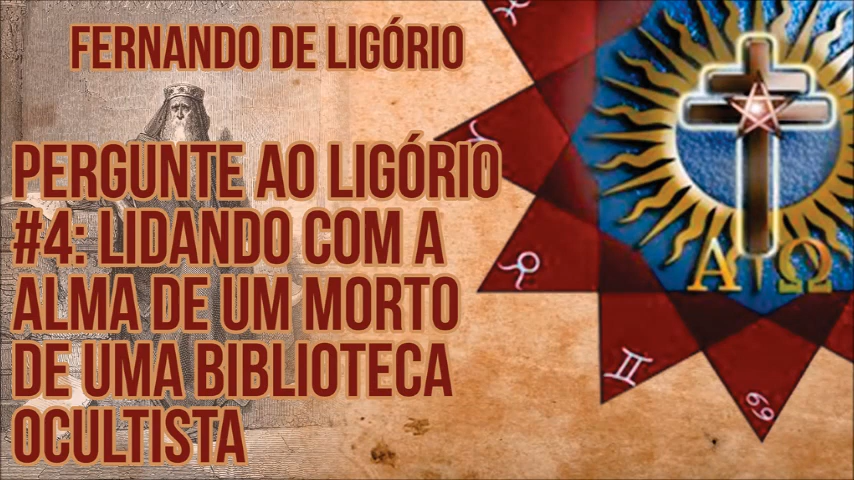 FERNANDO DE LIGÓRIO
PERGUNTE AO LIGÓRIO
#4: LIDANDO COM A
ALMA DE UM MORTO
DE UMA BIBLIOTECA
OCULTISTA
Α Ω
♓
♈
♉
♊
♋